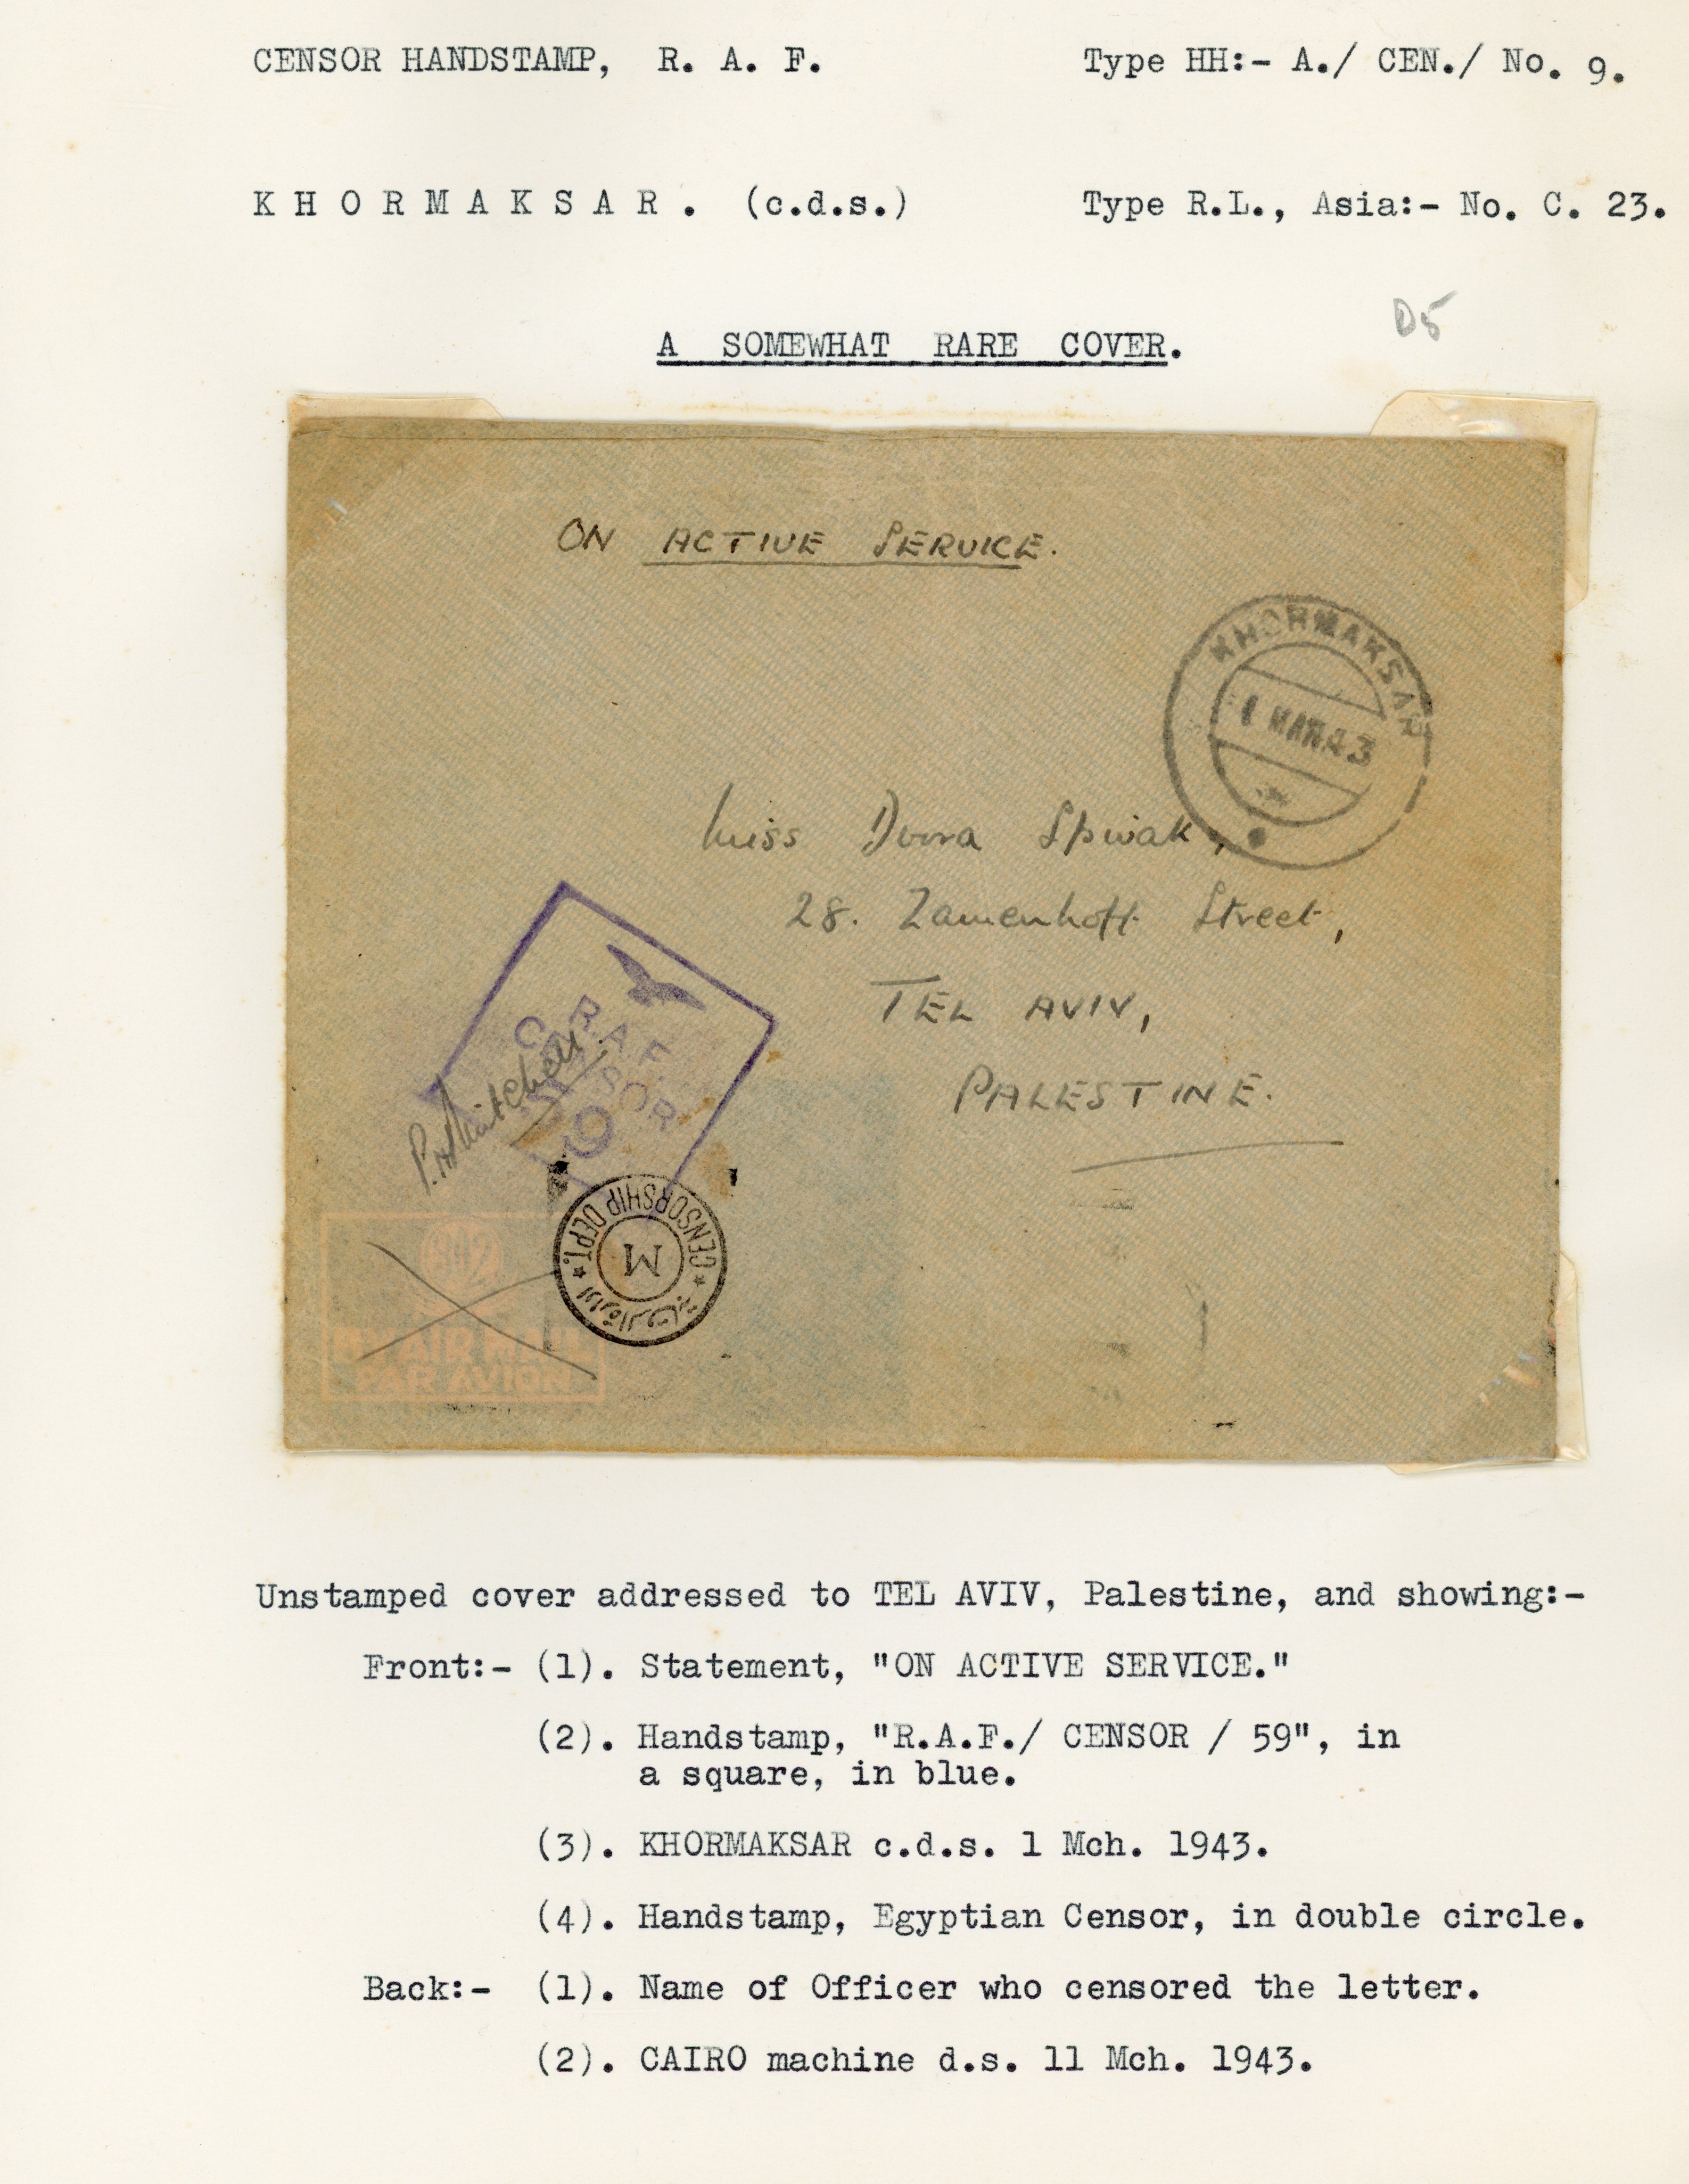 CENSOR HANDSTAMP, R. A. F. Type HH:- A./ CEN./ No. 9.
K H O R M A K S A R . (c.d.s.) Type R.L., Asia:- No. C. 23.
D5
A SOMEWHAT RARE COVER.
ON ACTIVE SERVICE.
KHORMAKSAR
1 MAR.43
Miss Dvora Spivak,
28. Zamenhoff Street,
TEL AVIV,
PALESTINE.
R.A.F.
CENSOR
59
P. Mitchell
CENSORSHIP DEPT.
M
BY AIR MAIL
PAR AVION
Unstamped cover addressed to TEL AVIV, Palestine, and showing:-
Front:- (1). Statement, "ON ACTIVE SERVICE."
(2). Handstamp, "R.A.F./ CENSOR / 59", in
a square, in blue.
(3). KHORMAKSAR c.d.s. 1 Mch. 1943.
(4). Handstamp, Egyptian Censor, in double circle.
Back:- (1). Name of Officer who censored the letter.
(2). CAIRO machine d.s. 11 Mch. 1943.